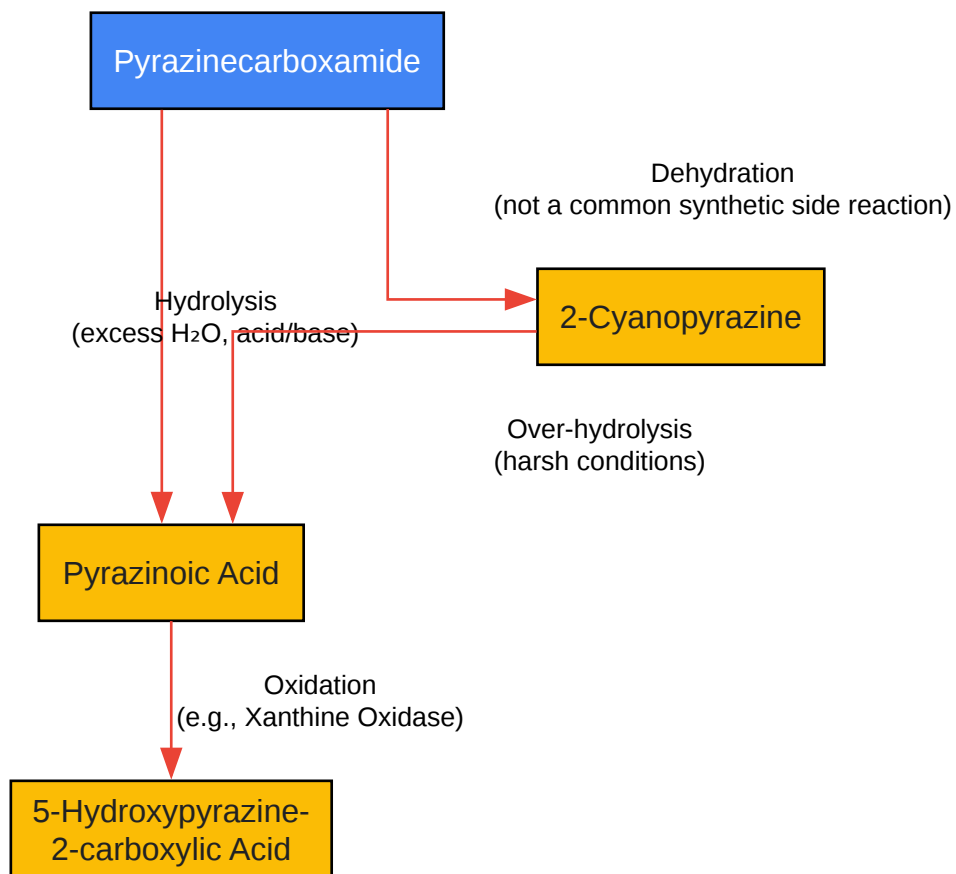 Pyrazinecarboxamide
Dehydration
(not a common synthetic side reaction)
Hydrolysis
(excess H₂O, acid/base)
2-Cyanopyrazine
Over-hydrolysis
(harsh conditions)
Pyrazinoic Acid
Oxidation
(e.g., Xanthine Oxidase)
5-Hydroxypyrazine-
2-carboxylic Acid